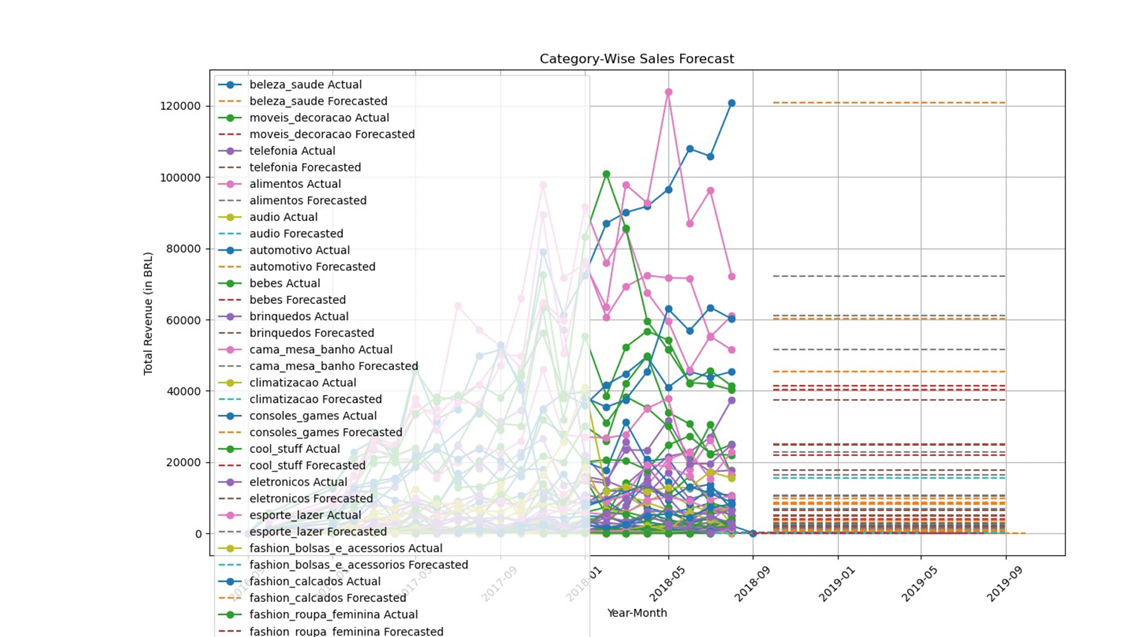 Category-Wise Sales Forecast
Total Revenue (in BRL)
120000
100000
80000
60000
40000
20000
0
beleza_saude Actual
beleza_saude Forecasted
moveis_decoracao Actual
moveis_decoracao Forecasted
telefonia Actual
telefonia Forecasted
alimentos Actual
alimentos Forecasted
audio Actual
audio Forecasted
automotivo Actual
automotivo Forecasted
bebes Actual
bebes Forecasted
brinquedos Actual
brinquedos Forecasted
cama_mesa_banho Actual
cama_mesa_banho Forecasted
climatizacao Actual
climatizacao Forecasted
consoles_games Actual
consoles_games Forecasted
cool_stuff Actual
cool_stuff Forecasted
eletronicos Actual
eletronicos Forecasted
esporte_lazer Actual
esporte_lazer Forecasted
fashion_bolsas_e_acessorios Actual
fashion_bolsas_e_acessorios Forecasted
fashion_calcados Actual
fashion_calcados Forecasted
fashion_roupa_feminina Actual
fashion_roupa_feminina Forecasted
2017-05
2017-09
2018-01
2018-05
2018-09
2019-01
2019-05
2019-09
Year-Month